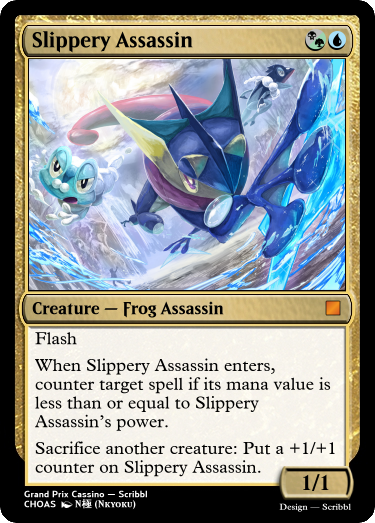 Slippery Assassin
Creature — Frog Assassin
Flash
When Slippery Assassin enters,
counter target spell if its mana value is
less than or equal to Slippery
Assassin's power.
Sacrifice another creature: Put a +1/+1
counter on Slippery Assassin.
1/1
Grand Prix Cassino — Scribbl
CHOAS N極 (Nkyoku)
Design — Scribbl